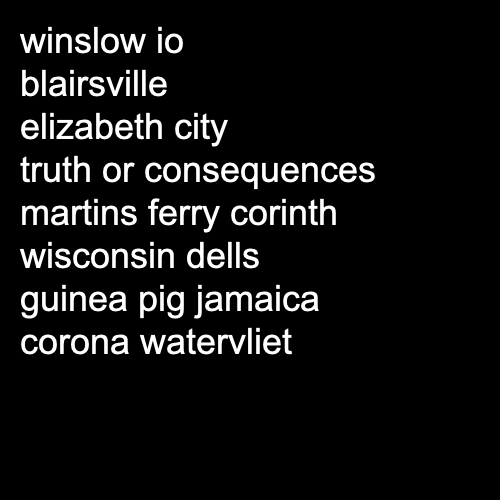 winslow io
blairsville
elizabeth city
truth or consequences
martins ferry corinth
wisconsin dells
guinea pig jamaica
corona watervliet